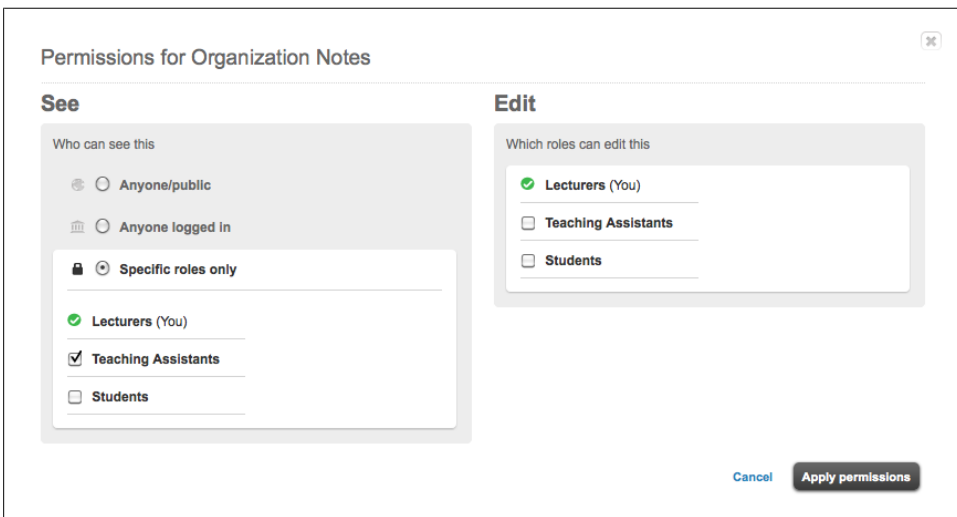 Permissions for Organization Notes
See
Who can see this
Anyone/public
Anyone logged in
Specific roles only
Lecturers (You)
Teaching Assistants
Students
Edit
Which roles can edit this
Lecturers (You)
Teaching Assistants
Students
Cancel
Apply permissions